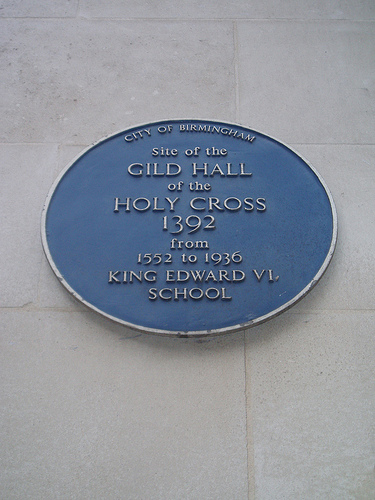 CITY OF BIRMINGHAM
Site of the
GILD HALL
of the
HOLY CROSS
1392
from
1552 to 1936
KING EDWARD VI.
SCHOOL